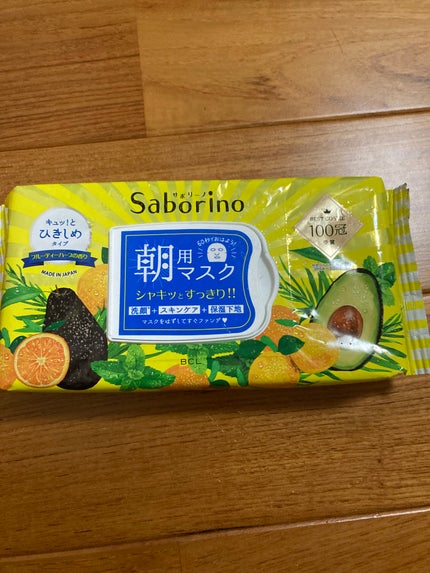 サボリーノ
Saborino
キュッ!と
ひきしめ
タイプ
フルーティーハーブの香り
MADE IN JAPAN
60秒でおはよう!
朝用マスク
シャキッとすっきり!!
洗顔+スキンケア+保湿下地
マスクをはずしてすぐファンデ♥
BCL
BEST COSME
100冠
受賞